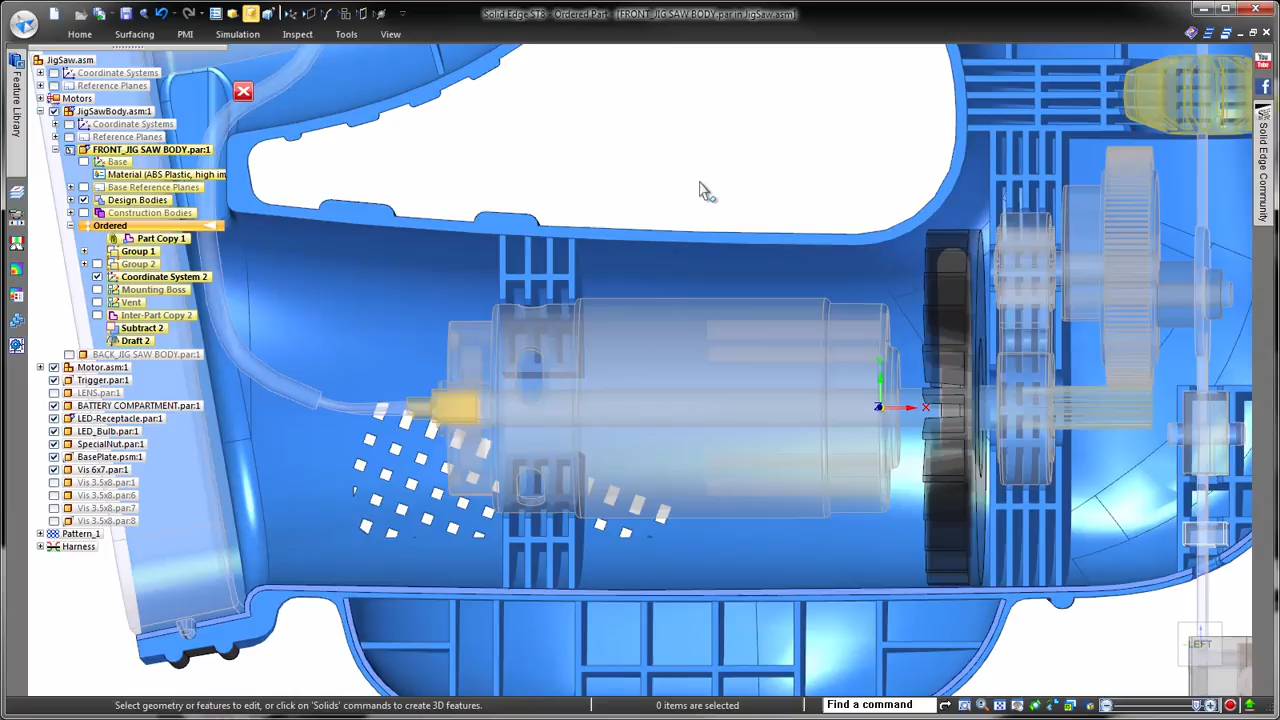 Solid Edge ST8 - Ordered Part - [FRONT_JIG SAW BODY.par in JigSaw.asm]
Home Surfacing PMI Simulation Inspect Tools View
JigSaw.asm
Coordinate Systems
Reference Planes
Motors
JigSawBody.asm:1
Coordinate Systems
Reference Planes
FRONT_JIG SAW BODY.par:1
Base
Material (ABS Plastic, high im
Base Reference Planes
Design Bodies
Construction Bodies
Ordered
Part Copy 1
Group 1
Group 2
Coordinate System 2
Mounting Boss
Vent
Inter-Part Copy 2
Subtract 2
Draft 2
BACK_JIG SAW BODY.par:1
Motor.asm:1
Trigger.par:1
LENS.par:1
BATTERY COMPARTMENT.par:1
LED-Receptacle.par:1
LED_Bulb.par:1
SpecialNut.par:1
BasePlate.psm:1
Vis 6x7.par:1
Vis 3.5x8.par:1
Vis 3.5x8.par:6
Vis 3.5x8.par:7
Vis 3.5x8.par:8
Pattern_1
Harness
Feature Library
You Tube
Solid Edge Community
LEFT
Select geometry or features to edit, or click on 'Solids' commands to create 3D features.
0 items are selected
Find a command